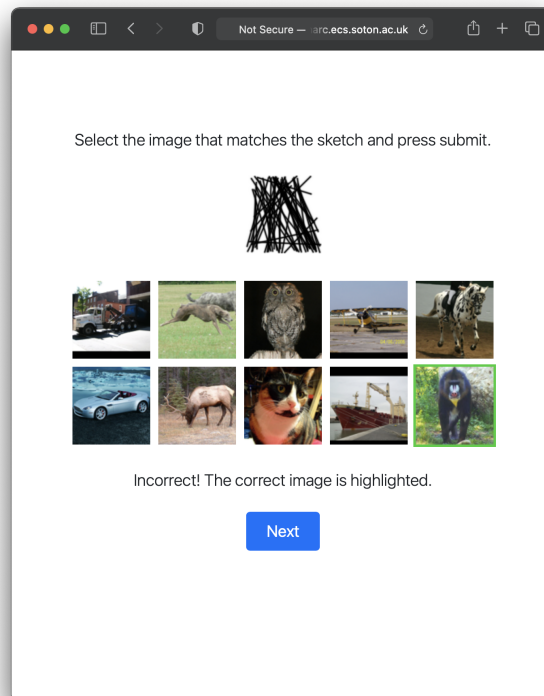 Not Secure — arc.ecs.soton.ac.uk
Select the image that matches the sketch and press submit.
Incorrect! The correct image is highlighted.
Next